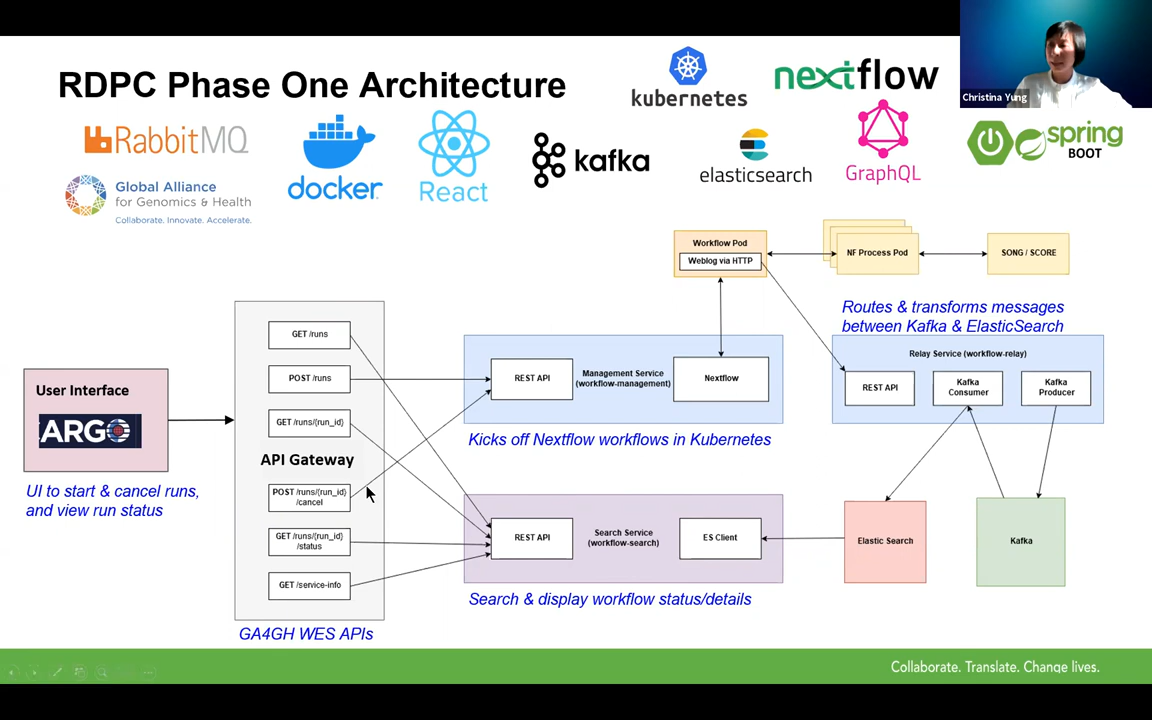 RDPC Phase One Architecture
kubernetes
nextflow
Christina Yung
RabbitMQ
docker
React
kafka
elasticsearch
GraphQL
spring
BOOT
Global Alliance
for Genomics & Health
Collaborate. Innovate. Accelerate.
Workflow Pod
Weblog via HTTP
NF Process Pod
SONG / SCORE
Routes & transforms messages
between Kafka & ElasticSearch
User Interface
ARGO
UI to start & cancel runs,
and view run status
GET /runs
POST /runs
GET /runs/{run_id}
API Gateway
POST /runs/{run_id}
/cancel
GET /runs/{run_id}
/status
GET /service-info
GA4GH WES APIs
REST API
Management Service
(workflow-management)
Nextflow
Kicks off Nextflow workflows in Kubernetes
REST API
Search Service
(workflow-search)
ES Client
Search & display workflow status/details
Relay Service (workflow-relay)
REST API
Kafka
Consumer
Kafka
Producer
Elastic Search
Kafka
Collaborate. Translate. Change lives.